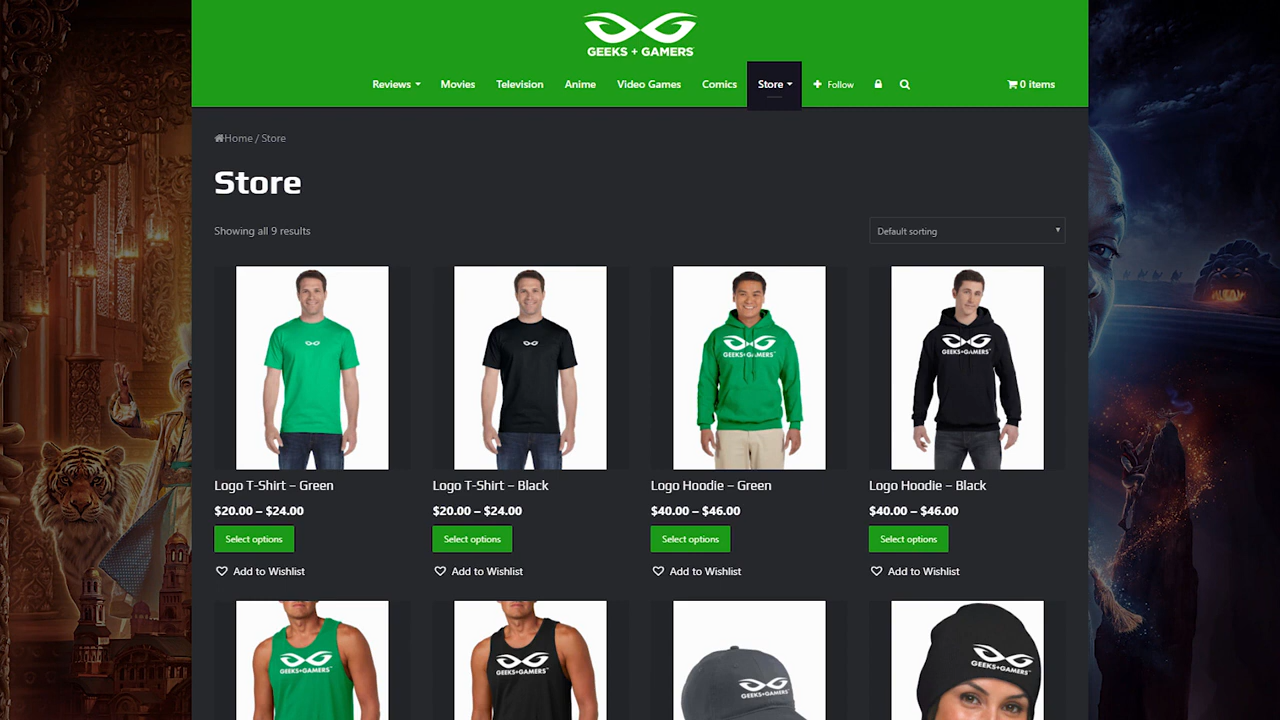 GEEKS + GAMERS
Reviews Movies Television Anime Video Games Comics Store Follow 0 items
Home / Store
Store
Showing all 9 results
Default sorting
GEEKS+GAMERS
GEEKS+GAMERS
Logo T-Shirt – Green
Logo T-Shirt – Black
Logo Hoodie – Green
Logo Hoodie – Black
$20.00 – $24.00
$20.00 – $24.00
$40.00 – $46.00
$40.00 – $46.00
Select options
Select options
Select options
Select options
Add to Wishlist
Add to Wishlist
Add to Wishlist
Add to Wishlist
GEEKS+GAMERS
GEEKS+GAMERS
GEEKS+GAMERS
GEEKS+GAMERS